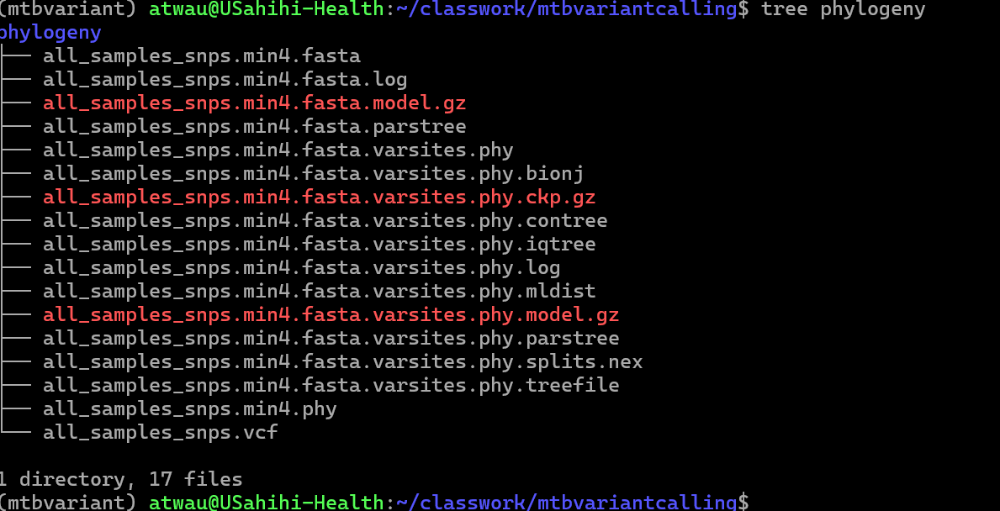 (mtbvariant) atwau@USahihi-Health:~/classwork/mtbvariantcalling$ tree phylogeny
phylogeny
├── all_samples_snps.min4.fasta
├── all_samples_snps.min4.fasta.log
├── all_samples_snps.min4.fasta.model.gz
├── all_samples_snps.min4.fasta.parstree
├── all_samples_snps.min4.fasta.varsites.phy
├── all_samples_snps.min4.fasta.varsites.phy.bionj
├── all_samples_snps.min4.fasta.varsites.phy.ckp.gz
├── all_samples_snps.min4.fasta.varsites.phy.contree
├── all_samples_snps.min4.fasta.varsites.phy.iqtree
├── all_samples_snps.min4.fasta.varsites.phy.log
├── all_samples_snps.min4.fasta.varsites.phy.mldist
├── all_samples_snps.min4.fasta.varsites.phy.model.gz
├── all_samples_snps.min4.fasta.varsites.phy.parstree
├── all_samples_snps.min4.fasta.varsites.phy.splits.nex
├── all_samples_snps.min4.fasta.varsites.phy.treefile
├── all_samples_snps.min4.phy
└── all_samples_snps.vcf
1 directory, 17 files
(mtbvariant) atwau@USahihi-Health:~/classwork/mtbvariantcalling$